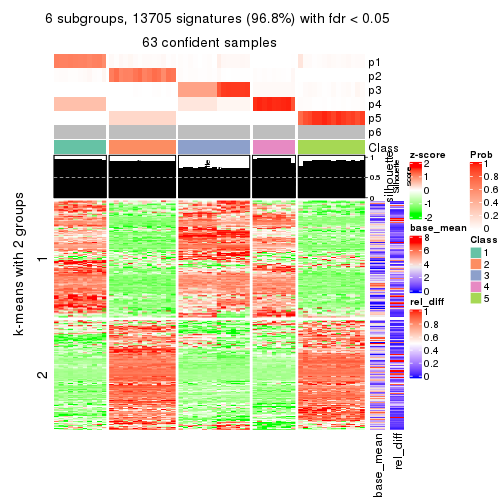 6 subgroups, 13705 signatures (96.8%) with fdr < 0.05
63 confident samples
p1
p2
p3
p4
p5
p6
Class
1
0.5
0
silhouette
Silhouette
k-means with 2 groups
1
2
base_mean
rel_diff
z-score
2
1
0
-1
-2
base_mean
8
6
4
2
0
rel_diff
1
0.8
0.6
0.4
0.2
0
Prob
1
0.8
0.6
0.4
0.2
0
Class
1
2
3
4
5